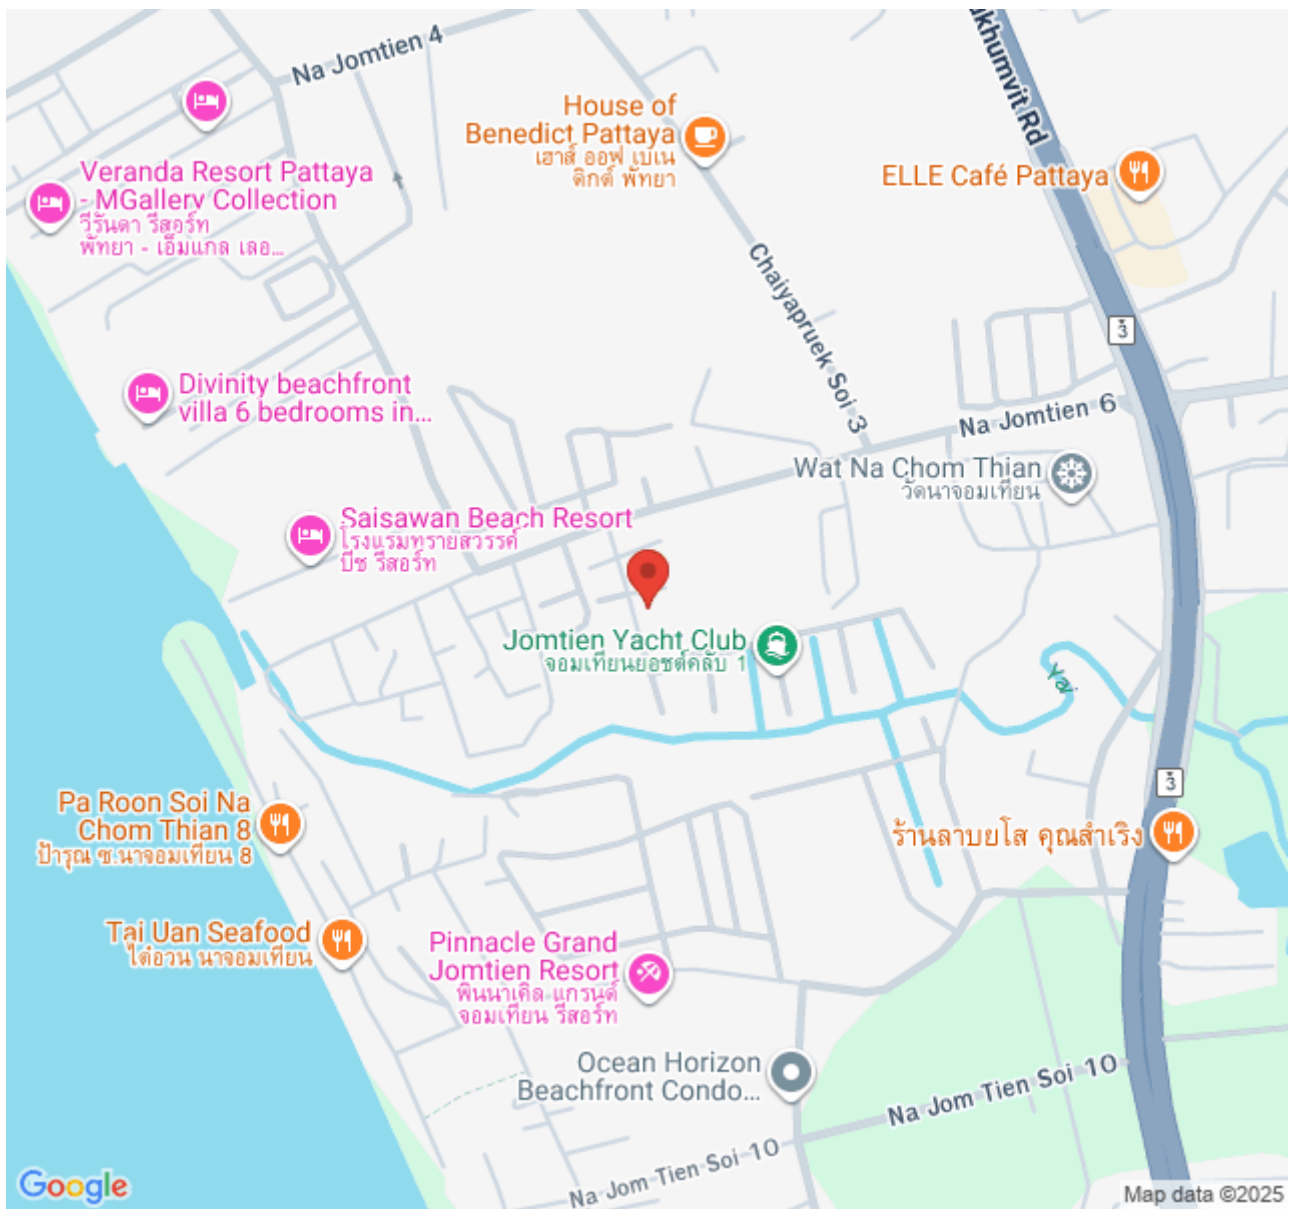 Na Jomtien 4
ukhumvit Rd
House of
Benedict Pattaya
เฮาส์ ออฟ เบเน
ดิกต์ พัทยา
ELLE Café Pattaya
Veranda Resort Pattaya
- MGallery Collection
วีรันดา รีสอร์ท
พัทยา - เอ็มแกล เลอ...
Chaiyapruek Soi 3
3
Divinity beachfront
villa 6 bedrooms in...
Na Jomtien 6
Wat Na Chom Thian
วัดนาจอมเทียน
Saisawan Beach Resort
โรงแรมทรายสวรรค์
บีช รีสอร์ท
Jomtien Yacht Club
จอมเทียนยอชต์คลับ 1
Yai
3
Pa Roon Soi Na
Chom Thian 8
ป้ารุณ ซ.นาจอมเทียน 8
ร้านลาบยโส คุณสำเริง
Tai Uan Seafood
ไต๋อวน นาจอมเทียน
Pinnacle Grand
Jomtien Resort
พินนาเคิล แกรนด์
จอมเทียน รีสอร์ท
Ocean Horizon
Beachfront Condo...
Na Jom Tien Soi 10
Na Jom Tien Soi 10
Google
Map data ©2025